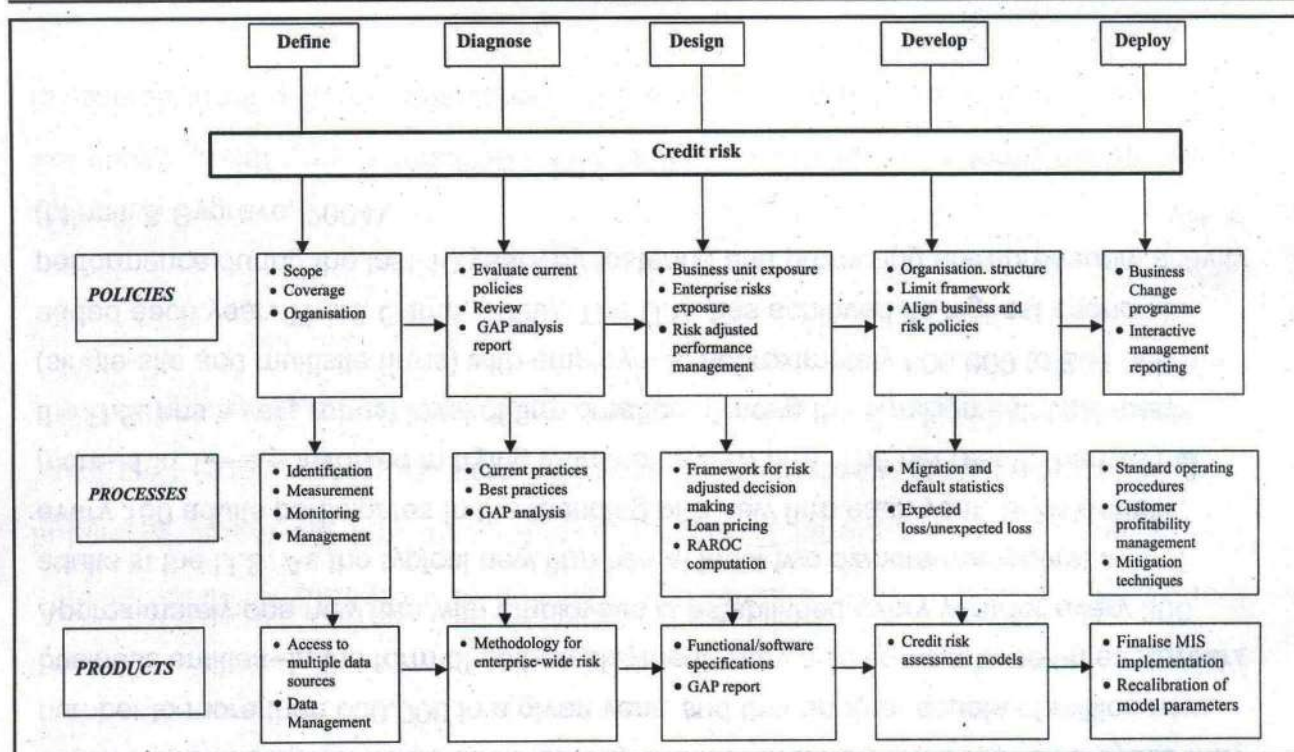 Define
Diagnose
Design
Develop
Deploy
Credit risk
POLICIES
• Scope
• Coverage
• Organisation
• Evaluate current
policies
• Review
• GAP analysis
report
• Business unit exposure
• Enterprise risks
exposure
• Risk adjusted
performance
management
• Organisation. structure
• Limit framework
• Align business and
risk policies
• Business
Change
programme
• Interactive
management
reporting
PROCESSES
• Identification
• Measurement
• Monitoring
• Management
• Current practices
• Best practices
• GAP analysis
• Framework for risk
adjusted decision
making
• Loan pricing
• RAROC
computation
• Migration and
default statistics
• Expected
loss/unexpected loss
• Standard operating
procedures
• Customer
profitability
management
• Mitigation
techniques
PRODUCTS
• Access to
multiple data
sources
• Data
Management
• Methodology for
enterprise-wide risk
• Functional/software
specifications
• GAP report
• Credit risk
assessment models
• Finalise MIS
implementation
• Recalibration of
model parameters